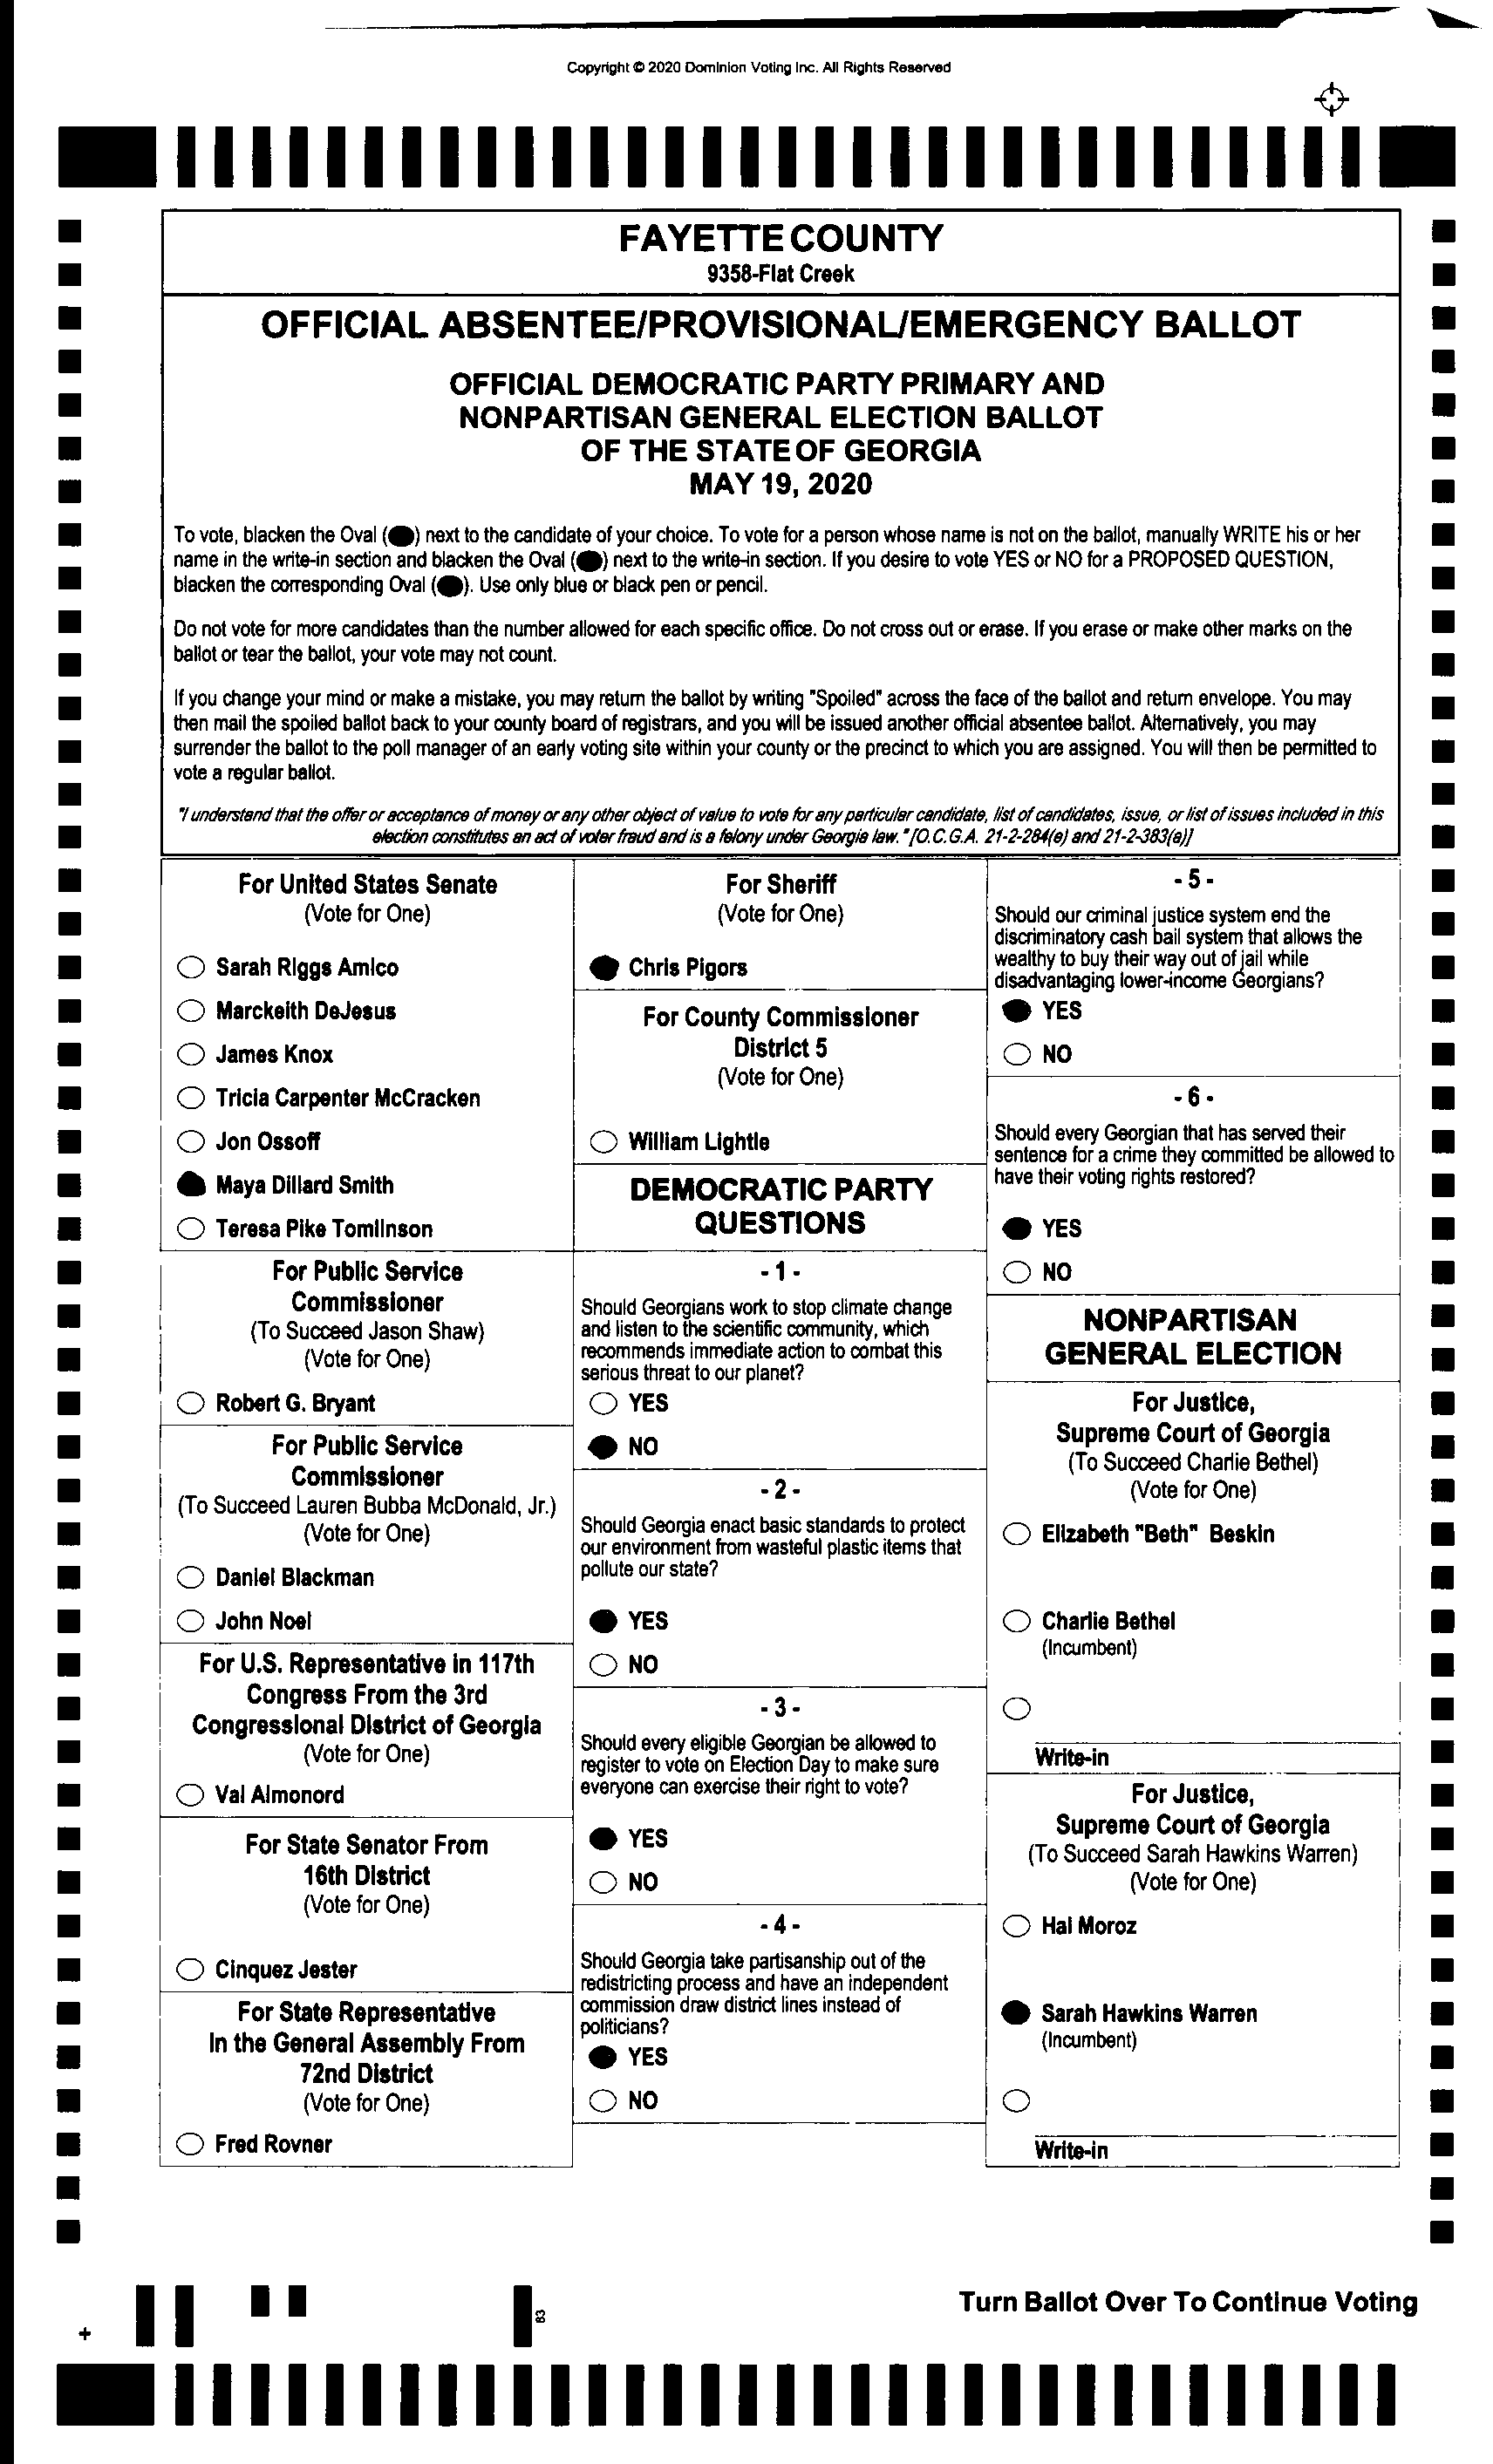 Copyright © 2020 Dominion Voting Inc. All Rights Reserved
FAYETTE COUNTY
9358-Flat Creek
OFFICIAL ABSENTEE/PROVISIONAL/EMERGENCY BALLOT
OFFICIAL DEMOCRATIC PARTY PRIMARY AND
NONPARTISAN GENERAL ELECTION BALLOT
OF THE STATE OF GEORGIA
MAY 19, 2020
To vote, blacken the Oval ( ) next to the candidate of your choice. To vote for a person whose name is not on the ballot, manually WRITE his or her
name in the write-in section and blacken the Oval ( ) next to the write-in section. If you desire to vote YES or NO for a PROPOSED QUESTION,
blacken the corresponding Oval ( ). Use only blue or black pen or pencil.
Do not vote for more candidates than the number allowed for each specific office. Do not cross out or erase. If you erase or make other marks on the
ballot or tear the ballot, your vote may not count.
If you change your mind or make a mistake, you may return the ballot by writing "Spoiled" across the face of the ballot and return envelope. You may
then mail the spoiled ballot back to your county board of registrars, and you will be issued another official absentee ballot. Alternatively, you may
surrender the ballot to the poll manager of an early voting site within your county or the precinct to which you are assigned. You will then be permitted to
vote a regular ballot.
"I understand that the offer or acceptance of money or any other object of value to vote for any particular candidate, list of candidates, issue, or list of issues included in this
election constitutes an act of voter fraud and is a felony under Georgia law." [O.C.G.A. 21-2-284(e) and 21-2-383(a)]
For United States Senate
(Vote for One)
Sarah Riggs Amico
Marckeith DeJesus
James Knox
Tricia Carpenter McCracken
Jon Ossoff
Maya Dillard Smith
Teresa Pike Tomlinson
For Public Service
Commissioner
(To Succeed Jason Shaw)
(Vote for One)
Robert G. Bryant
For Public Service
Commissioner
(To Succeed Lauren Bubba McDonald, Jr.)
(Vote for One)
Daniel Blackman
John Noel
For U.S. Representative in 117th
Congress From the 3rd
Congressional District of Georgia
(Vote for One)
Val Almonord
For State Senator From
16th District
(Vote for One)
Cinquez Jester
For State Representative
In the General Assembly From
72nd District
(Vote for One)
Fred Rovner
For Sheriff
(Vote for One)
Chris Pigors
For County Commissioner
District 5
(Vote for One)
William Lightle
DEMOCRATIC PARTY
QUESTIONS
- 1 -
Should Georgians work to stop climate change
and listen to the scientific community, which
recommends immediate action to combat this
serious threat to our planet?
YES
NO
- 2 -
Should Georgia enact basic standards to protect
our environment from wasteful plastic items that
pollute our state?
YES
NO
- 3 -
Should every eligible Georgian be allowed to
register to vote on Election Day to make sure
everyone can exercise their right to vote?
YES
NO
- 4 -
Should Georgia take partisanship out of the
redistricting process and have an independent
commission draw district lines instead of
politicians?
YES
NO
- 5 -
Should our criminal justice system end the
discriminatory cash bail system that allows the
wealthy to buy their way out of jail while
disadvantaging lower-income Georgians?
YES
NO
- 6 -
Should every Georgian that has served their
sentence for a crime they committed be allowed to
have their voting rights restored?
YES
NO
NONPARTISAN
GENERAL ELECTION
For Justice,
Supreme Court of Georgia
(To Succeed Charlie Bethel)
(Vote for One)
Elizabeth "Beth" Beskin
Charlie Bethel
(Incumbent)
Write-in
For Justice,
Supreme Court of Georgia
(To Succeed Sarah Hawkins Warren)
(Vote for One)
Hal Moroz
Sarah Hawkins Warren
(Incumbent)
Write-in
Turn Ballot Over To Continue Voting
83